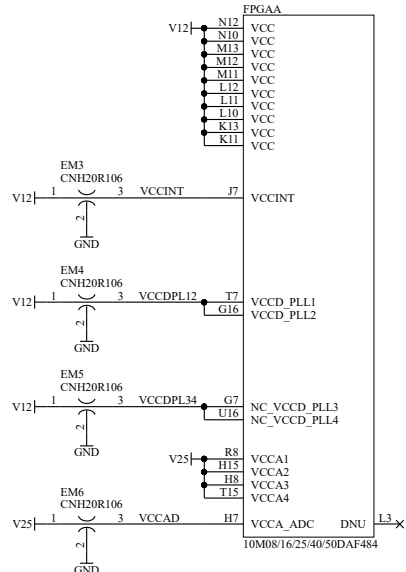 FPGAA
V12 N12 VCC
N10 VCC
M13 VCC
M12 VCC
M11 VCC
L12 VCC
L11 VCC
L10 VCC
K13 VCC
K11 VCC
EM3
CNH20R106
V12 1 3 VCCINT J7 VCCINT
2
GND
EM4
CNH20R106
V12 1 3 VCCDPL12 T7 VCCD_PLL1
G16 VCCD_PLL2
2
GND
EM5
CNH20R106
V12 1 3 VCCDPL34 G7 NC_VCCD_PLL3
U16 NC_VCCD_PLL4
2
GND
V25 R8 VCCA1
H15 VCCA2
H8 VCCA3
T15 VCCA4
EM6
CNH20R106
V25 1 3 VCCAD H7 VCCA_ADC DNU L3
2
GND
10M08/16/25/40/50DAF484